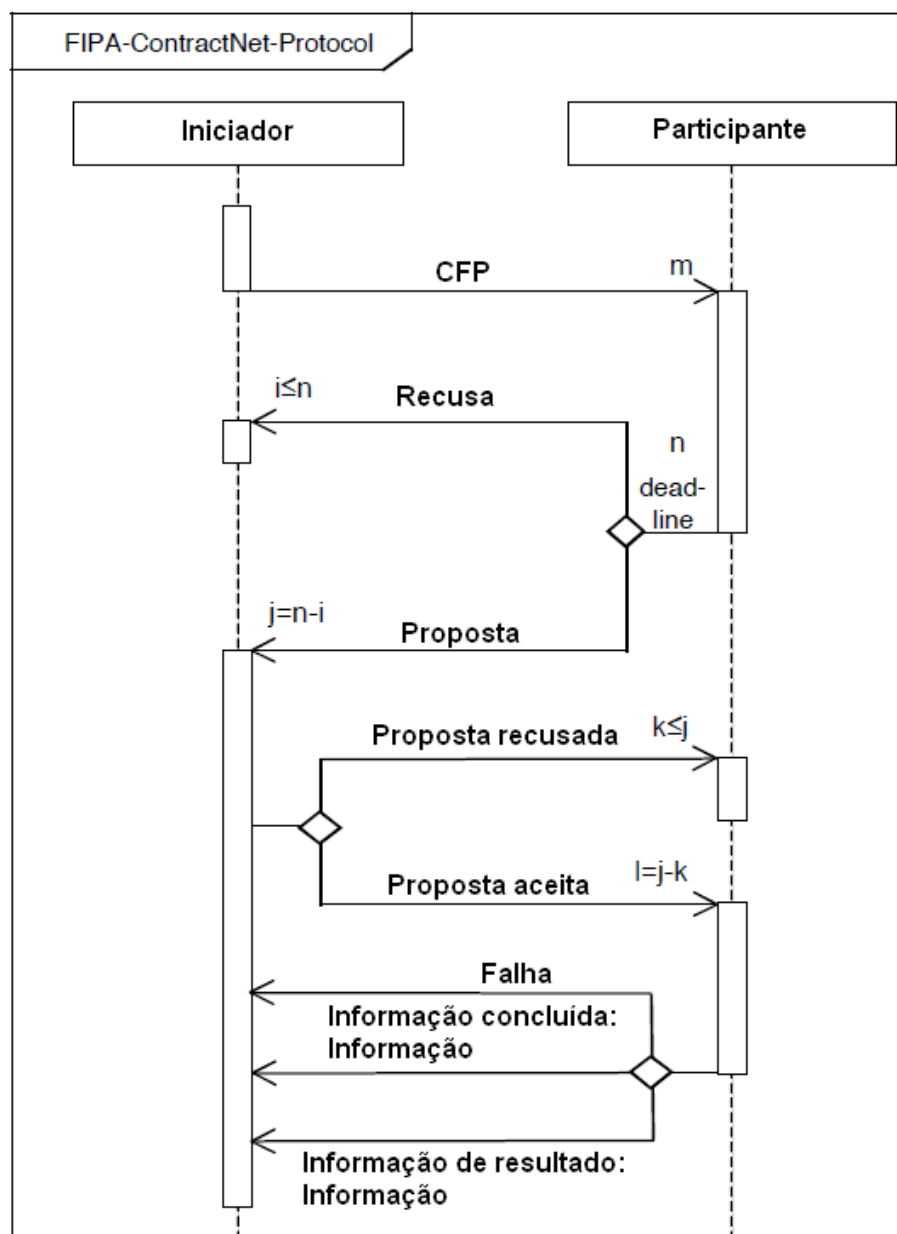 FIPA-ContractNet-Protocol
Iniciador
Participante
CFP
m
i≤n
Recusa
n
dead-
line
j=n-i
Proposta
Proposta recusada
k≤j
Proposta aceita
l=j-k
Falha
Informação concluída:
Informação
Informação de resultado:
Informação